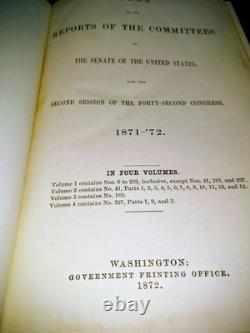 REPORTS OF THE COMMITTEES
THE SENATE OF THE UNITED STATES,
FOR THE
SECOND SESSION OF THE FORTY-SECOND CONGRESS.
1871-'72.
IN FOUR VOLUMES.
Volume 1 contains Nos. 6 to 232, inclusive, except Nos. 41, 183, and 227.
Volume 2 contains No. 41, Parts 1, 2, 3, 4, 5, 6, 7, 8, 9, 10, 11, 12, and 13.
Volume 3 contains No. 183.
Volume 4 contains No. 227, Parts 1, 2, and 3.
WASHINGTON:
GOVERNMENT PRINTING OFFICE.
1872.